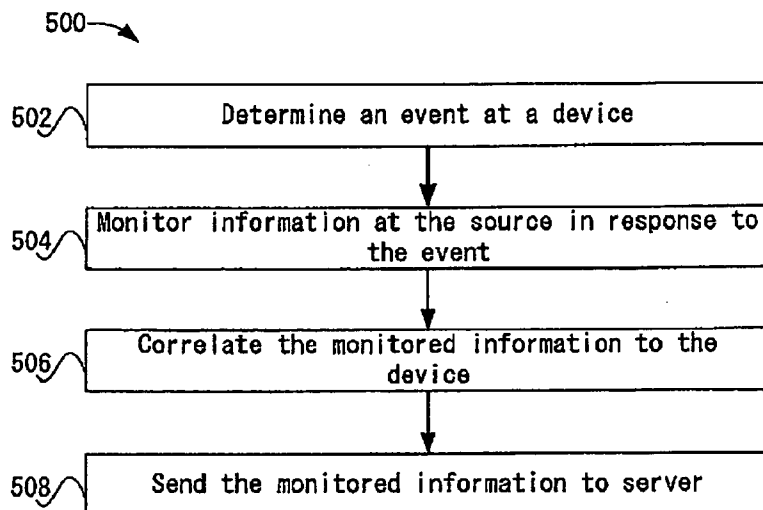 500
502
Determine an event at a device
504
Monitor information at the source in response to
the event
506
Correlate the monitored information to the
device
508
Send the monitored information to server